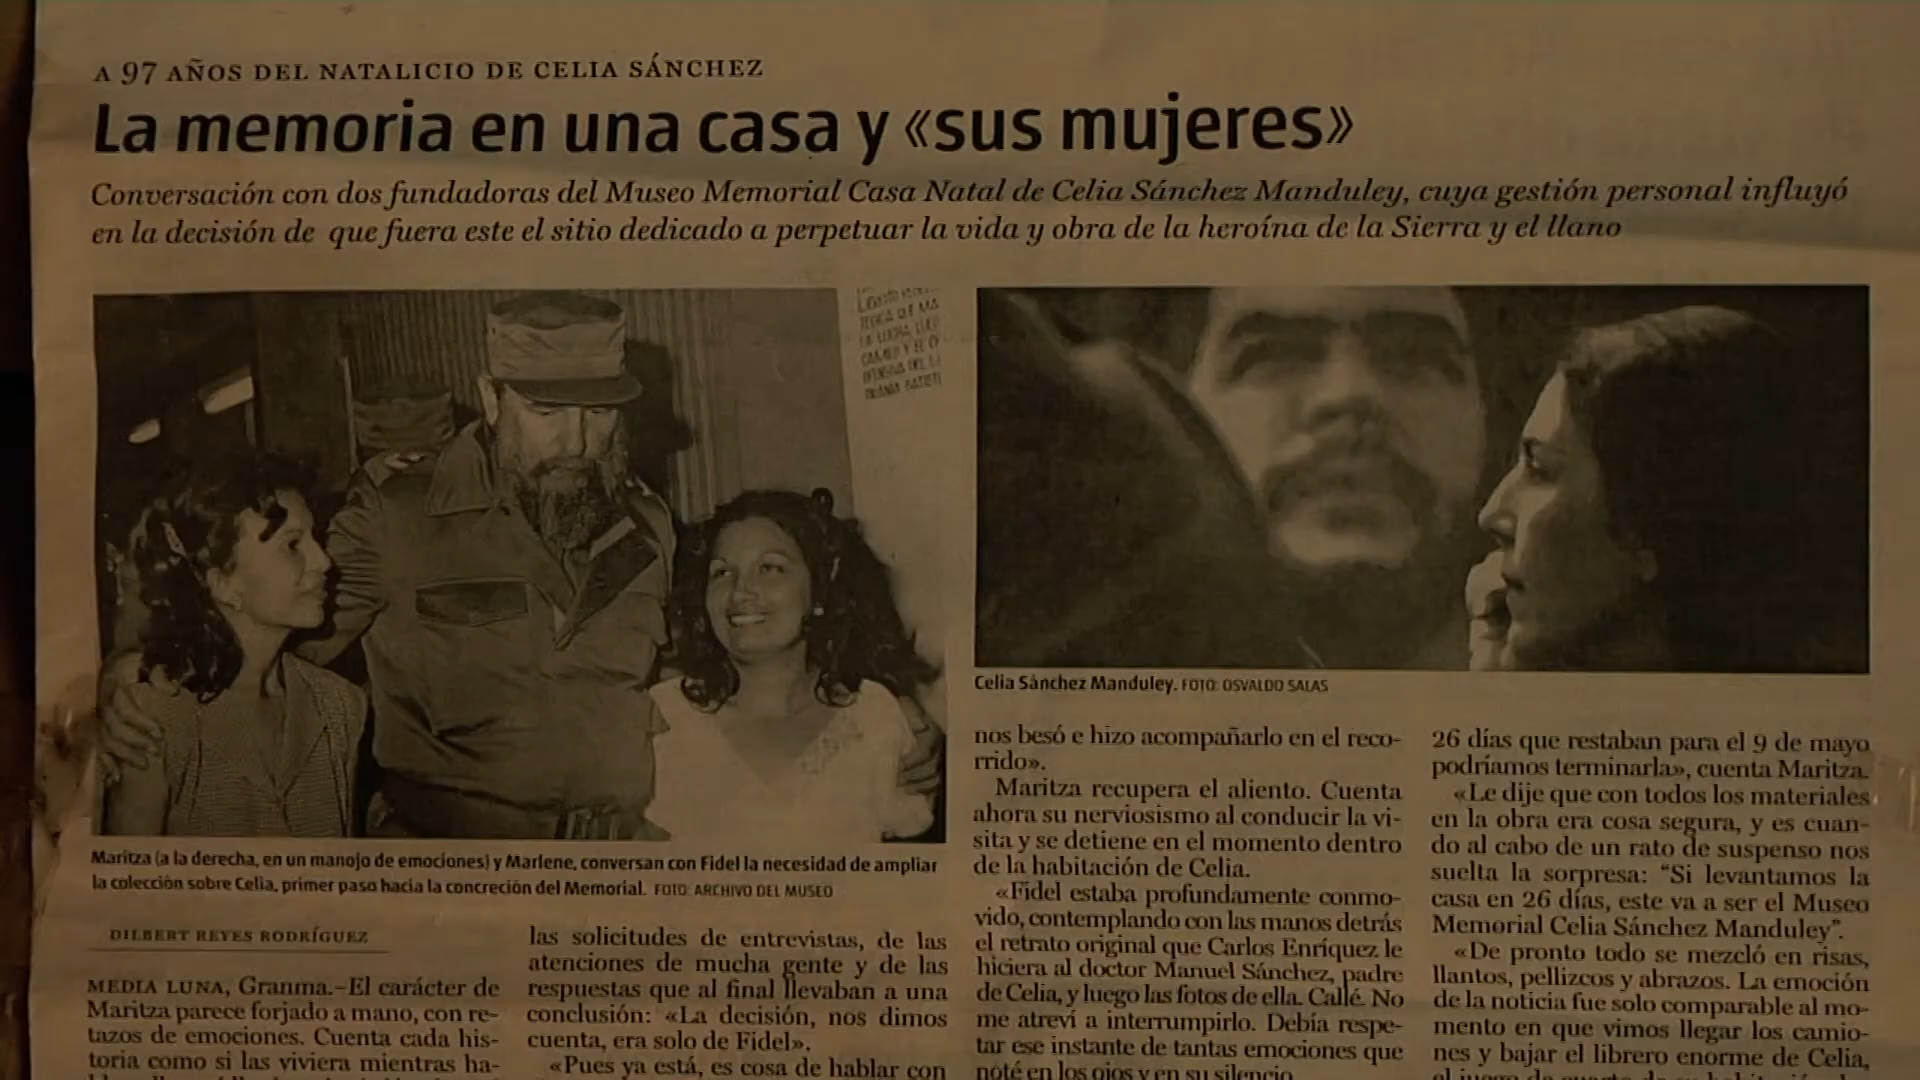 A 97 AÑOS DEL NATALICIO DE CELIA SÁNCHEZ
La memoria en una casa y «sus mujeres»
Conversación con dos fundadoras del Museo Memorial Casa Natal de Celia Sánchez Manduley, cuya gestión personal influyó
en la decisión de que fuera este el sitio dedicado a perpetuar la vida y obra de la heroína de la Sierra y el llano
Maritza (a la derecha, en un manojo de emociones) y Marlene, conversan con Fidel la necesidad de ampliar
la colección sobre Celia, primer paso hacia la concreción del Memorial. FOTO: ARCHIVO DEL MUSEO
Celia Sánchez Manduley. FOTO: OSVALDO SALAS
DILBERT REYES RODRÍGUEZ
MEDIA LUNA, Granma.–El carácter de
Maritza parece forjado a mano, con re-
tazos de emociones. Cuenta cada his-
toria como si las viviera mientras ha-
las solicitudes de entrevistas, de las
atenciones de mucha gente y de las
respuestas que al final llevaban a una
conclusión: «La decisión, nos dimos
cuenta, era solo de Fidel».
«Pues ya está, es cosa de hablar con
nos besó e hizo acompañarlo en el reco-
rrido».
Maritza recupera el aliento. Cuenta
ahora su nerviosismo al conducir la vi-
sita y se detiene en el momento dentro
de la habitación de Celia.
«Fidel estaba profundamente conmo-
vido, contemplando con las manos detrás
el retrato original que Carlos Enríquez le
hiciera al doctor Manuel Sánchez, padre
de Celia, y luego las fotos de ella. Callé. No
me atreví a interrumpirlo. Debía respe-
tar ese instante de tantas emociones que
noté en los ojos y en su silencio.
26 días que restaban para el 9 de mayo
podríamos terminarla», cuenta Maritza.
«Le dije que con todos los materiales
en la obra era cosa segura, y es cuan-
do al cabo de un rato de suspenso nos
suelta la sorpresa: “Si levantamos la
casa en 26 días, este va a ser el Museo
Memorial Celia Sánchez Manduley”.
«De pronto todo se mezcló en risas,
llantos, pellizcos y abrazos. La emoción
de la noticia fue solo comparable al mo-
mento en que vimos llegar los camio-
nes y bajar el librero enorme de Celia,